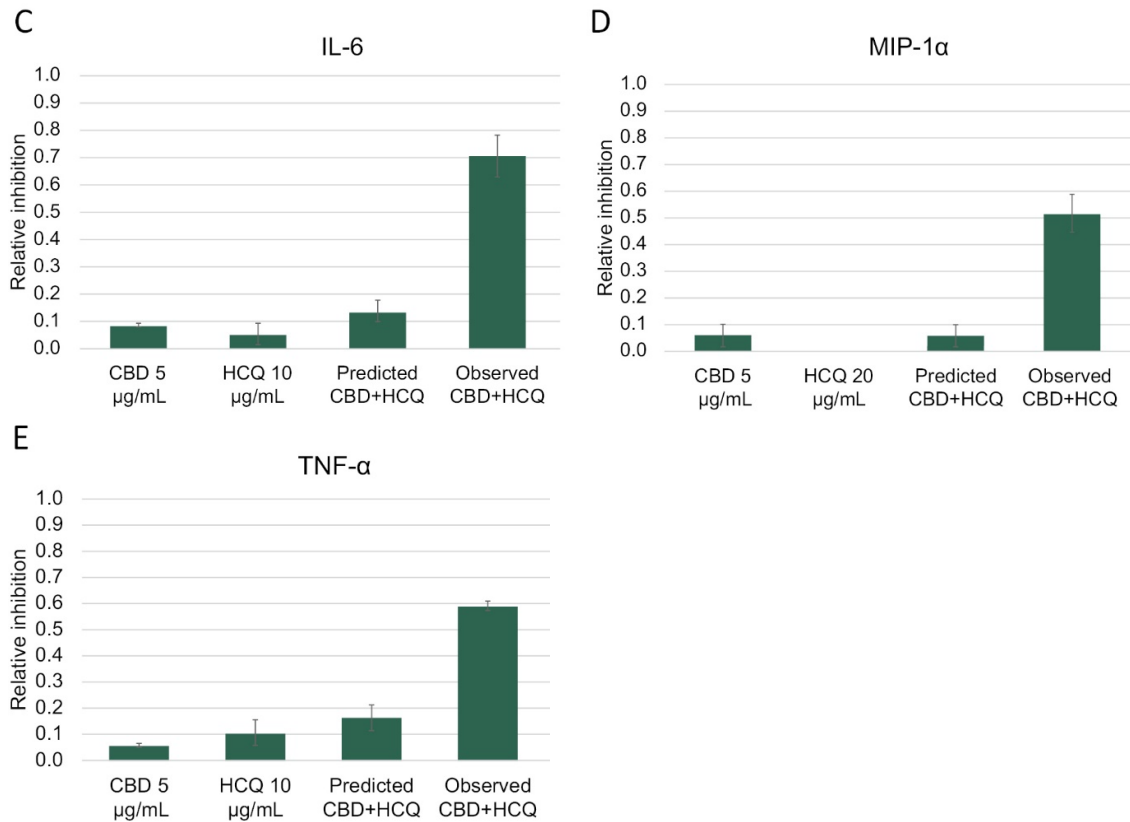 C
IL-6
Relative inhibition
1.0
0.9
0.8
0.7
0.6
0.5
0.4
0.3
0.2
0.1
0.0
CBD 5 HCQ 10 Predicted Observed
µg/mL µg/mL CBD+HCQ CBD+HCQ
D
MIP-1α
Relative inhibition
1.0
0.9
0.8
0.7
0.6
0.5
0.4
0.3
0.2
0.1
0.0
CBD 5 HCQ 20 Predicted Observed
µg/mL µg/mL CBD+HCQ CBD+HCQ
E
TNF-α
Relative inhibition
1.0
0.9
0.8
0.7
0.6
0.5
0.4
0.3
0.2
0.1
0.0
CBD 5 HCQ 10 Predicted Observed
µg/mL µg/mL CBD+HCQ CBD+HCQ